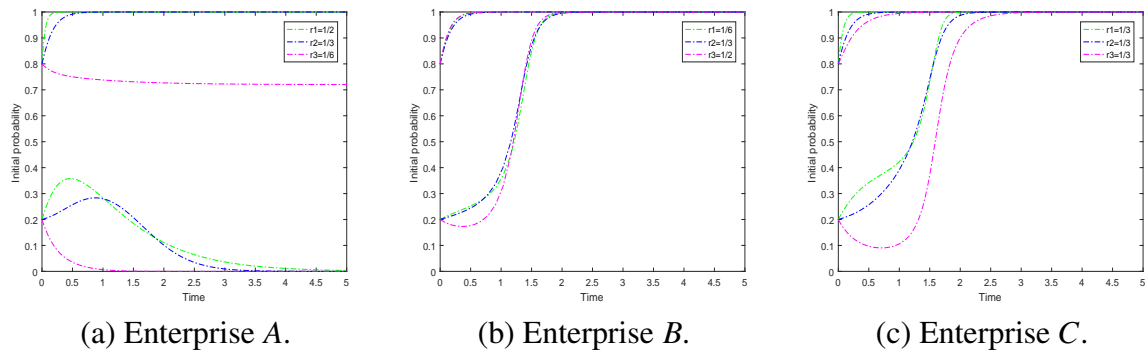 1
0.9
0.8
0.7
0.6
0.5
0.4
0.3
0.2
0.1
0
Initial probability
0 0.5 1 1.5 2 2.5 3 3.5 4 4.5 5
Time
r1=1/2
r2=1/3
r3=1/6
(a) Enterprise A.
1
0.9
0.8
0.7
0.6
0.5
0.4
0.3
0.2
0.1
0
Initial probability
0 0.5 1 1.5 2 2.5 3 3.5 4 4.5 5
Time
r1=1/6
r2=1/3
r3=1/2
(b) Enterprise B.
1
0.9
0.8
0.7
0.6
0.5
0.4
0.3
0.2
0.1
0
Initial probability
0 0.5 1 1.5 2 2.5 3 3.5 4 4.5 5
Time
r1=1/3
r2=1/3
r3=1/3
(c) Enterprise C.